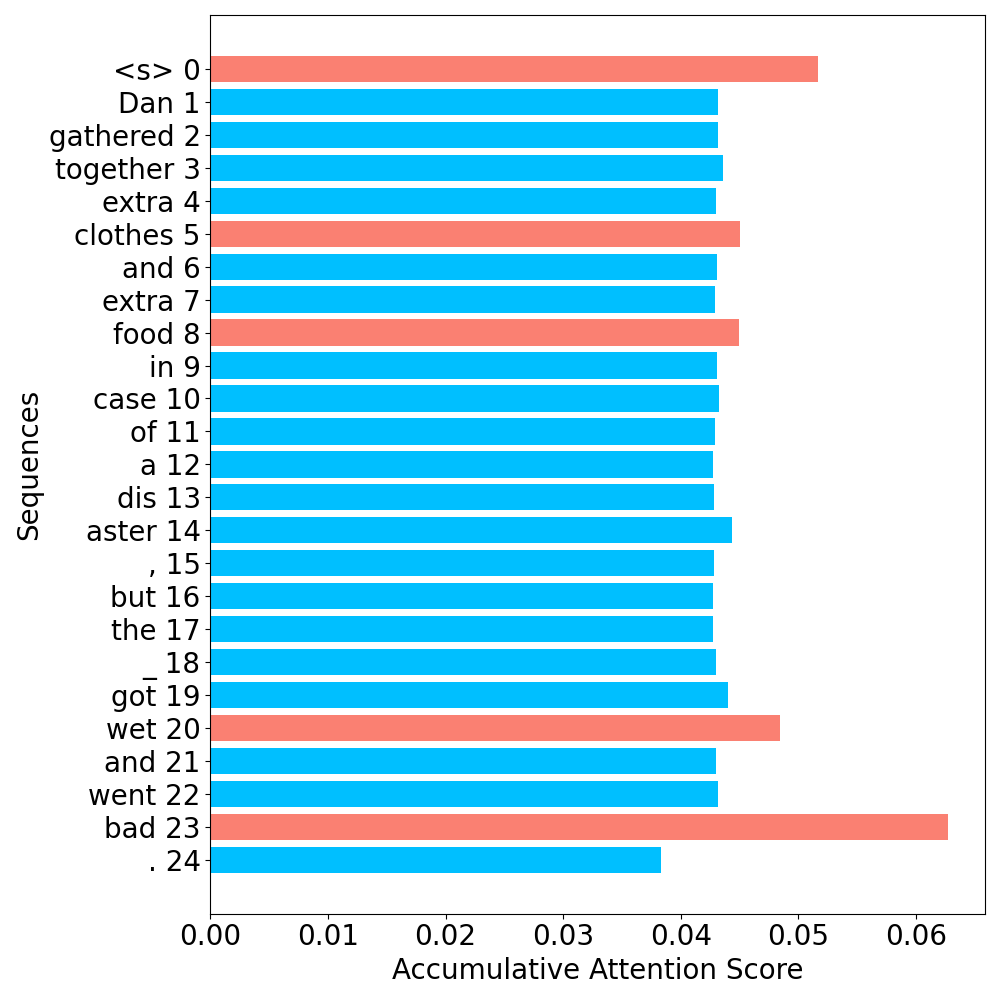 <s> 0
Dan 1
gathered 2
together 3
extra 4
clothes 5
and 6
extra 7
food 8
in 9
case 10
of 11
a 12
dis 13
aster 14
, 15
but 16
the 17
_ 18
got 19
wet 20
and 21
went 22
bad 23
. 24
Sequences
0.00 0.01 0.02 0.03 0.04 0.05 0.06
Accumulative Attention Score